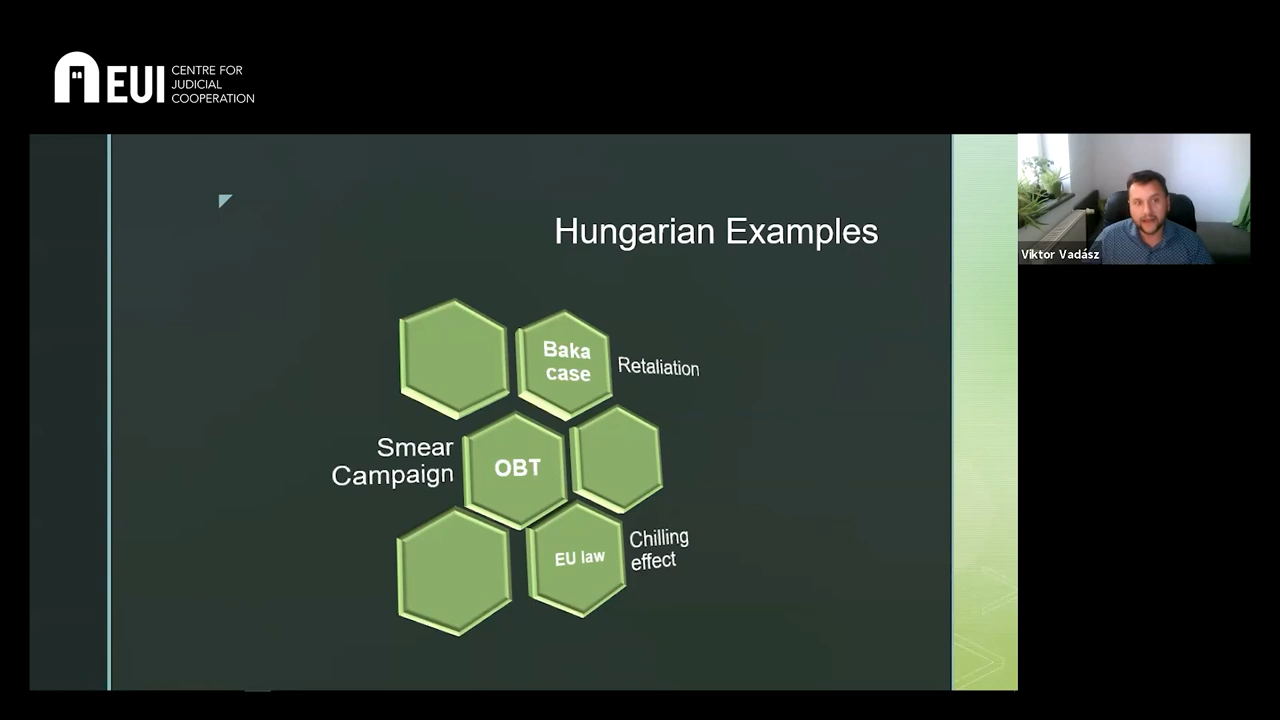 EUI
CENTRE FOR
JUDICIAL
COOPERATION
Hungarian Examples
Baka
case
Retaliation
Smear
Campaign
OBT
EU law
Chilling
effect
Viktor Vadász